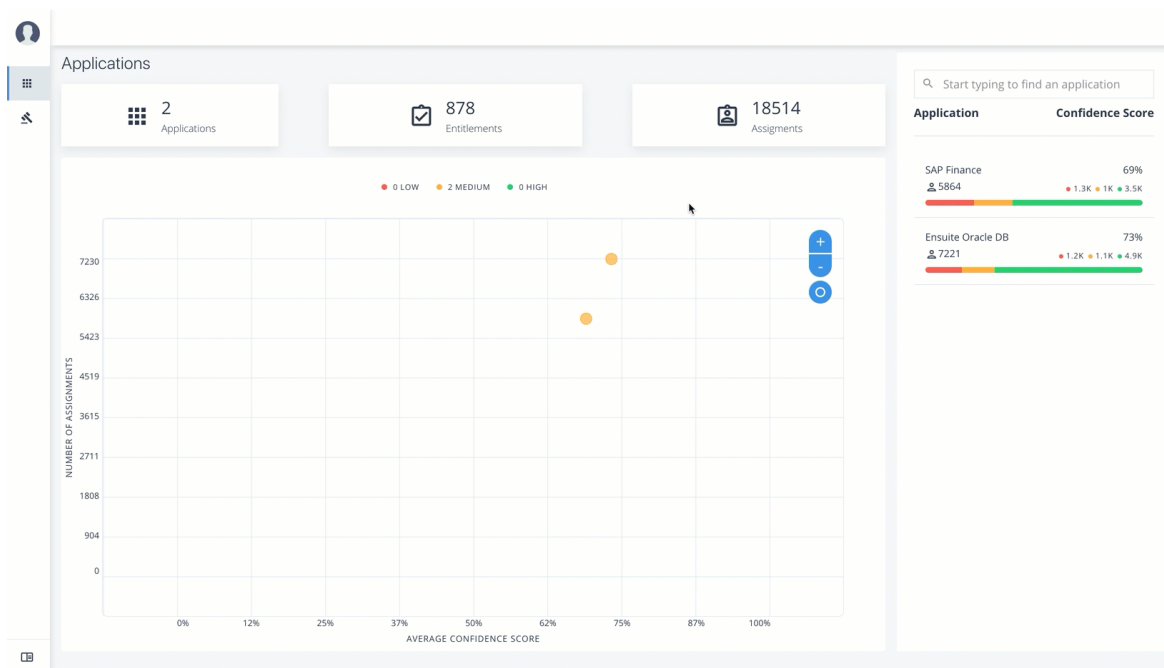 Applications
2
Applications
878
Entitlements
18514
Assigments
0 LOW 2 MEDIUM 0 HIGH
+
-
7230
6326
5423
4519
3615
2711
1808
904
0
NUMBER OF ASSIGNMENTS
0% 12% 25% 37% 50% 62% 75% 87% 100%
AVERAGE CONFIDENCE SCORE
Start typing to find an application
Application Confidence Score
SAP Finance 69%
5864 1.3K 1K 3.5K
Ensuite Oracle DB 73%
7221 1.2K 1.1K 4.9K